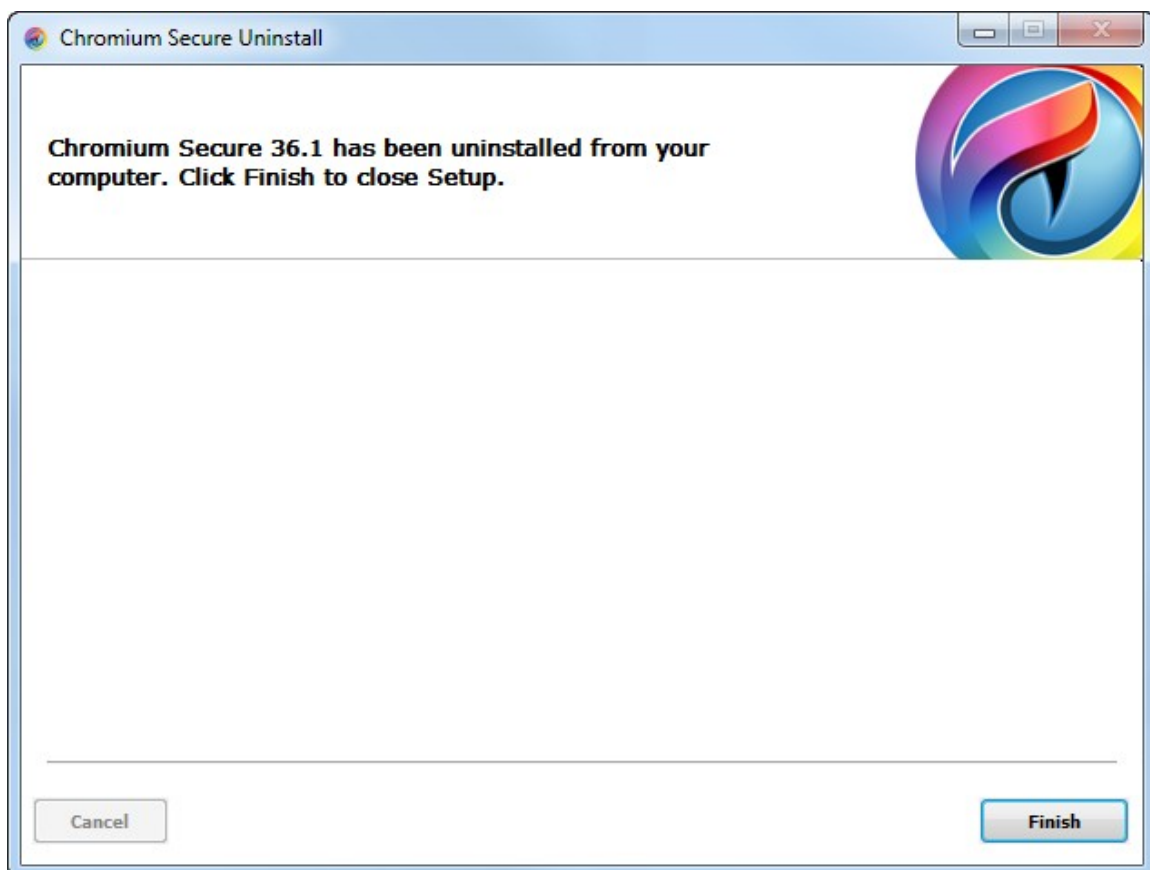 Chromium Secure Uninstall
Chromium Secure 36.1 has been uninstalled from your
computer. Click Finish to close Setup.
Cancel
Finish